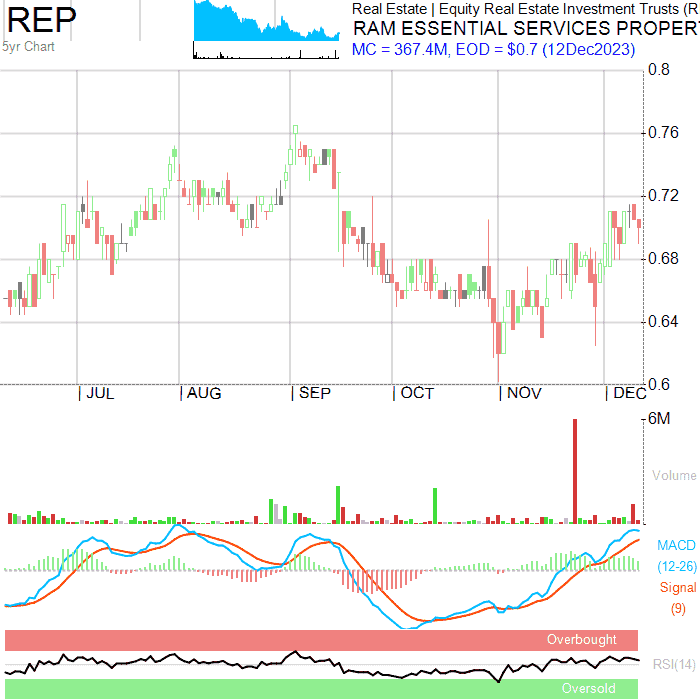 REP
5yr Chart
Real Estate | Equity Real Estate Investment Trusts (R
RAM ESSENTIAL SERVICES PROPER
MC = 367.4M, EOD = $0.7 (12Dec2023)
0.8
0.76
0.72
0.68
0.64
0.6
| JUL | AUG | SEP | OCT | NOV | DEC
6M
Volume
MACD
(12-26)
Signal
(9)
Overbought
RSI(14)
Oversold